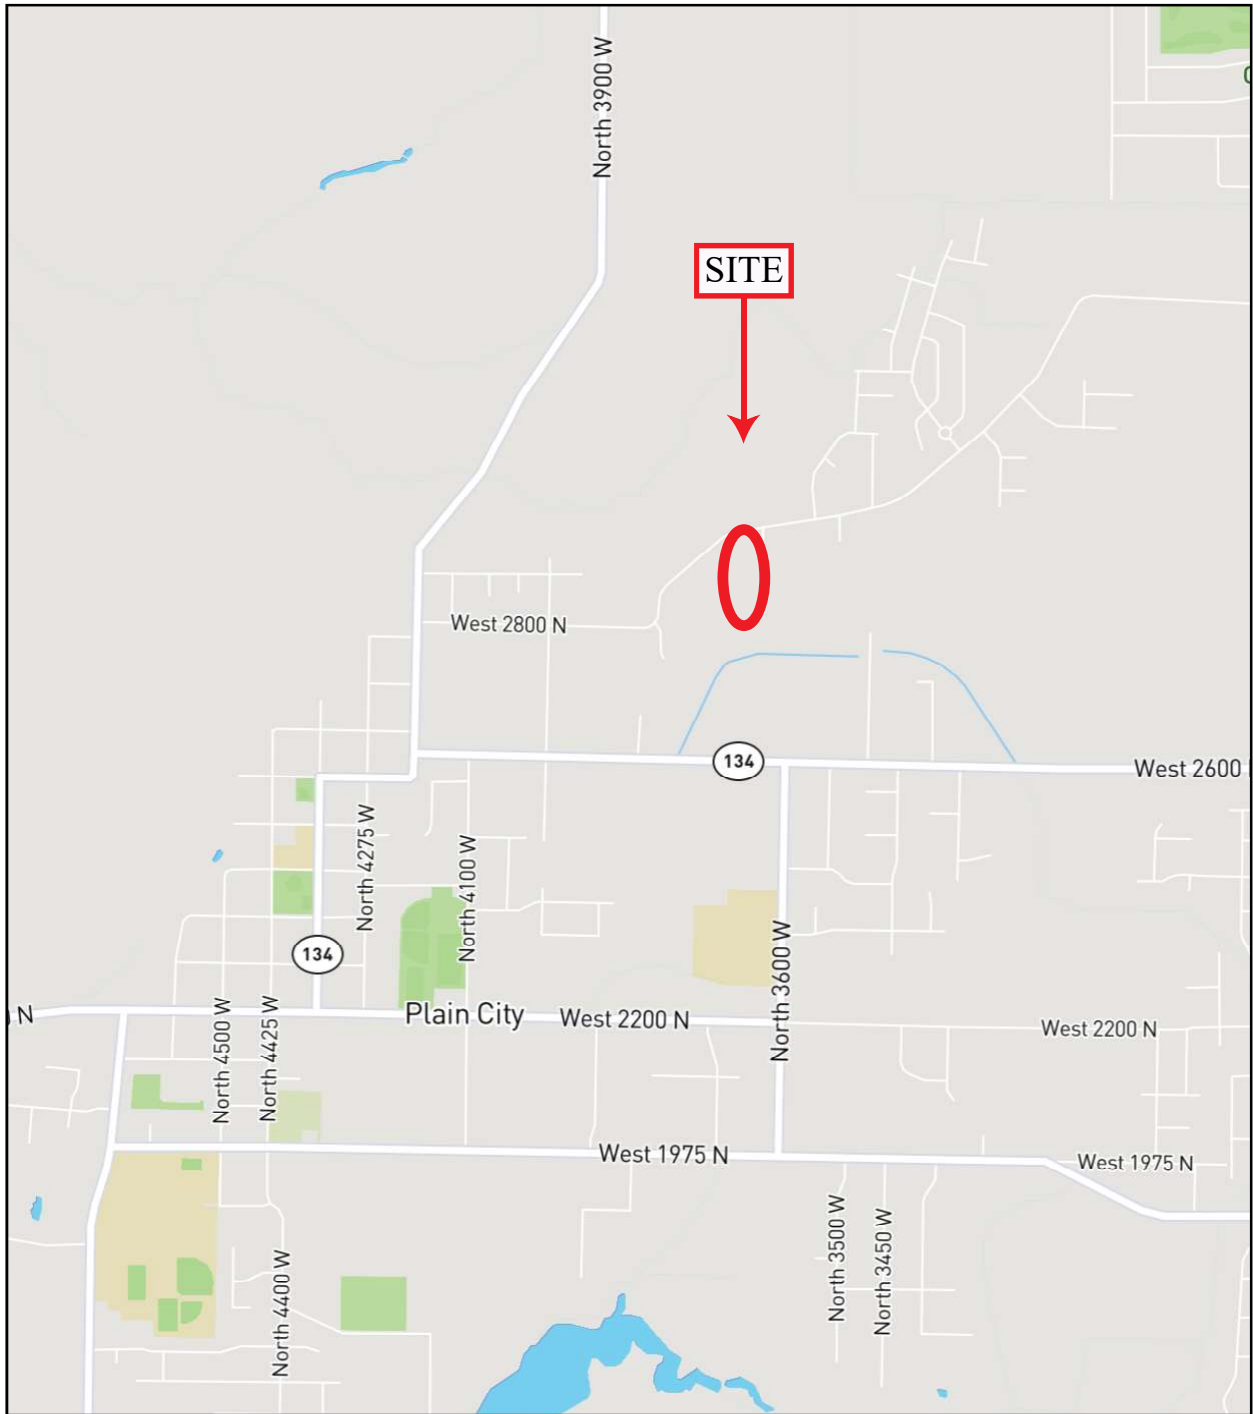 North 3900 W
SITE
West 2800 N
134
West 2600
North 4275 W
North 4100 W
134
North 3600 W
N
Plain City
West 2200 N
West 2200 N
North 4500 W
North 4425 W
West 1975 N
West 1975 N
North 3500 W
North 3450 W
North 4400 W